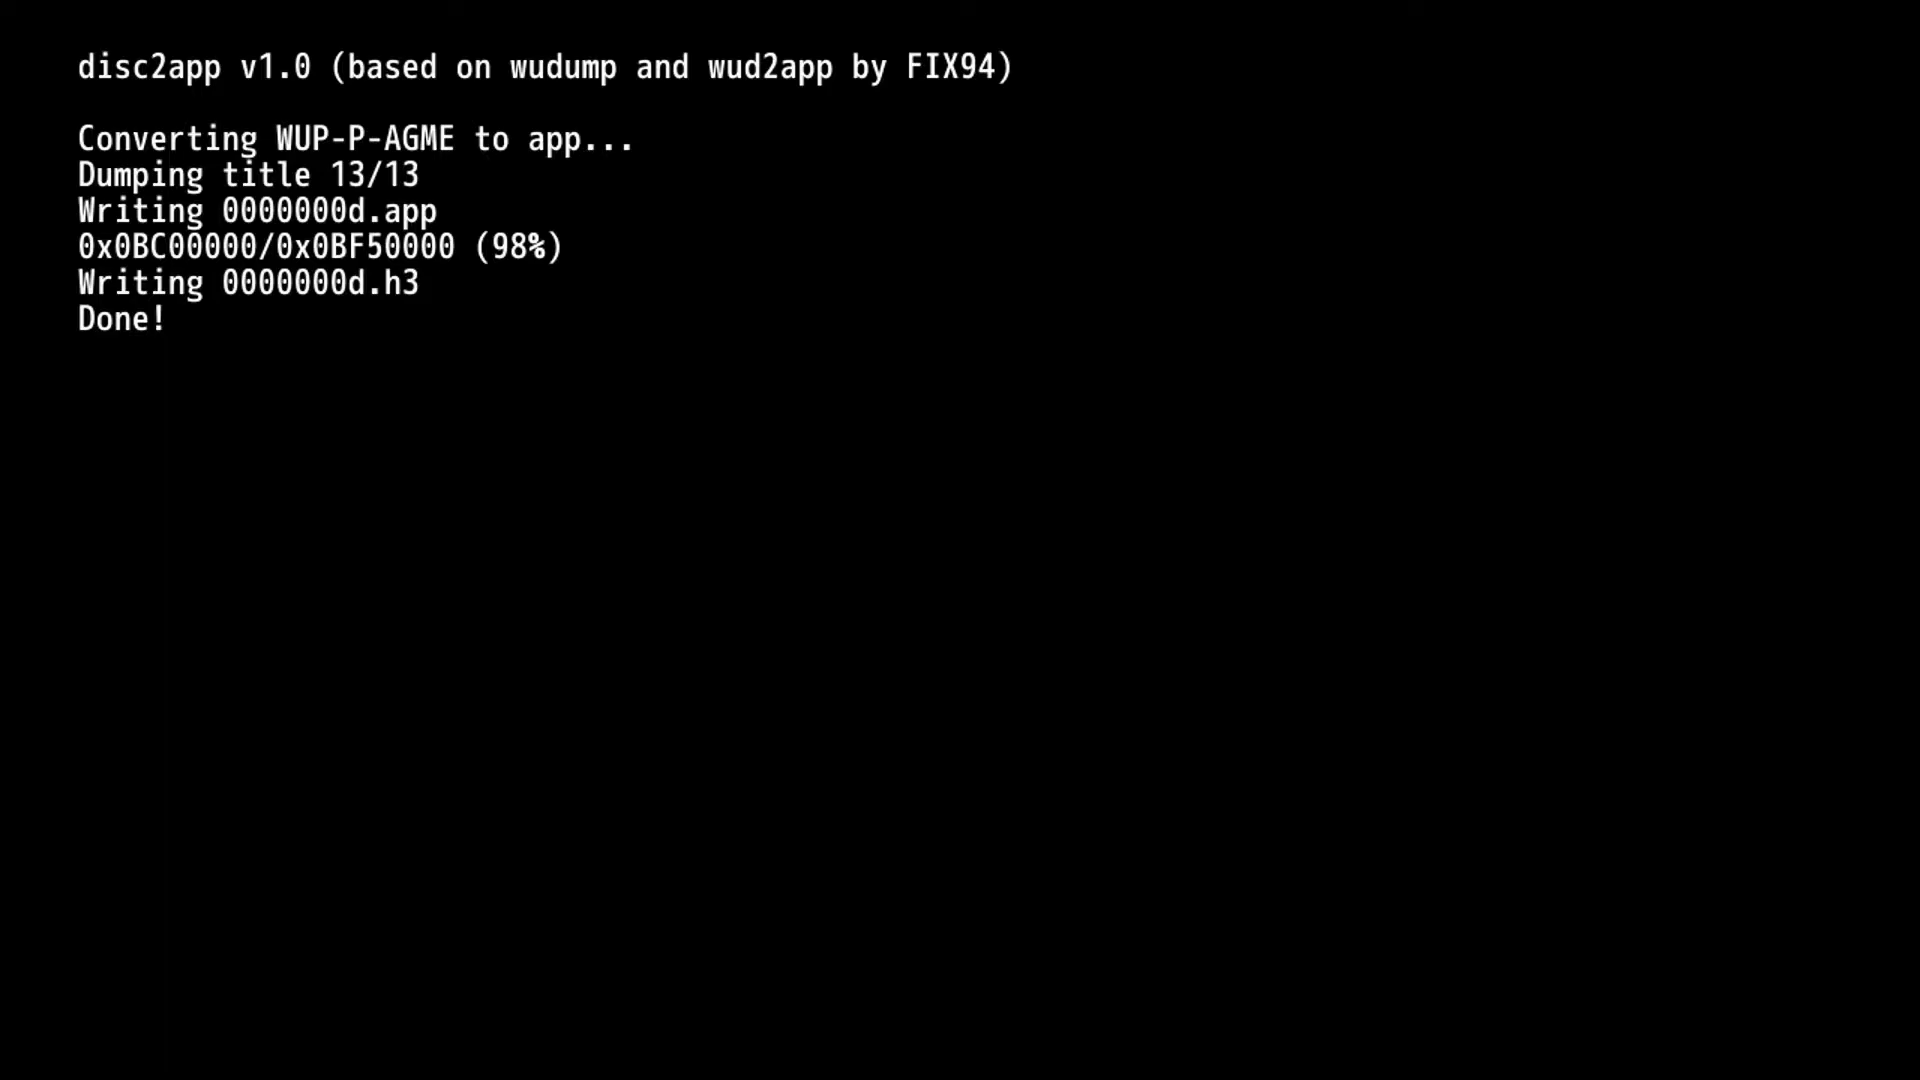 disc2app v1.0 (based on wudump and wud2app by FIX94)
Converting WUP-P-AGME to app...
Dumping title 13/13
Writing 0000000d.app
0x0BC00000/0x0BF50000 (98%)
Writing 0000000d.h3
Done!